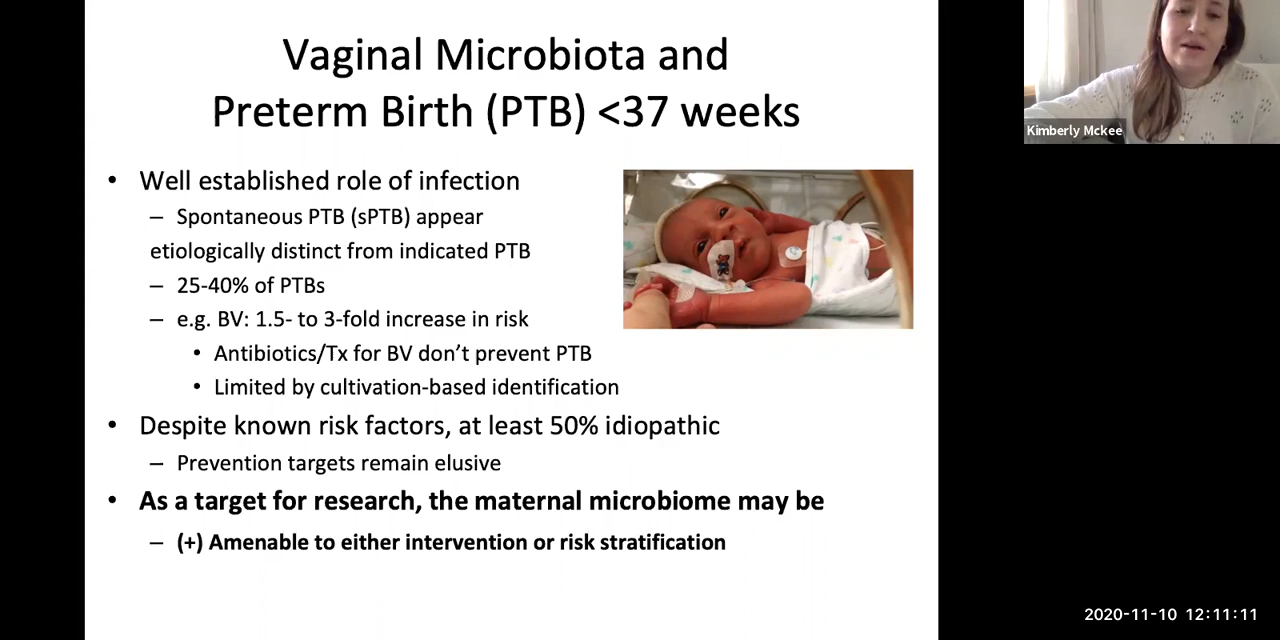 Vaginal Microbiota and
Preterm Birth (PTB) <37 weeks
• Well established role of infection
– Spontaneous PTB (sPTB) appear
etiologically distinct from indicated PTB
– 25-40% of PTBs
– e.g. BV: 1.5- to 3-fold increase in risk
• Antibiotics/Tx for BV don’t prevent PTB
• Limited by cultivation-based identification
• Despite known risk factors, at least 50% idiopathic
– Prevention targets remain elusive
• As a target for research, the maternal microbiome may be
– (+) Amenable to either intervention or risk stratification
Kimberly Mckee
2020-11-10 12:11:11